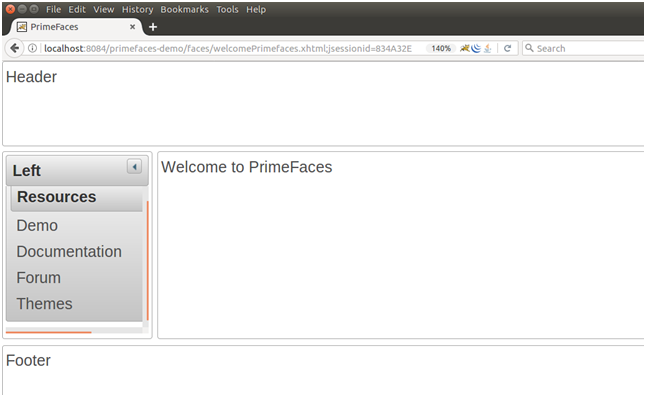 File Edit View History Bookmarks Tools Help
PrimeFaces × +
localhost:8084/primefaces-demo/faces/welcomePrimefaces.xhtml;jsessionid=834A32E 140% Search
Header
Left
Welcome to PrimeFaces
Resources
Demo
Documentation
Forum
Themes
Footer